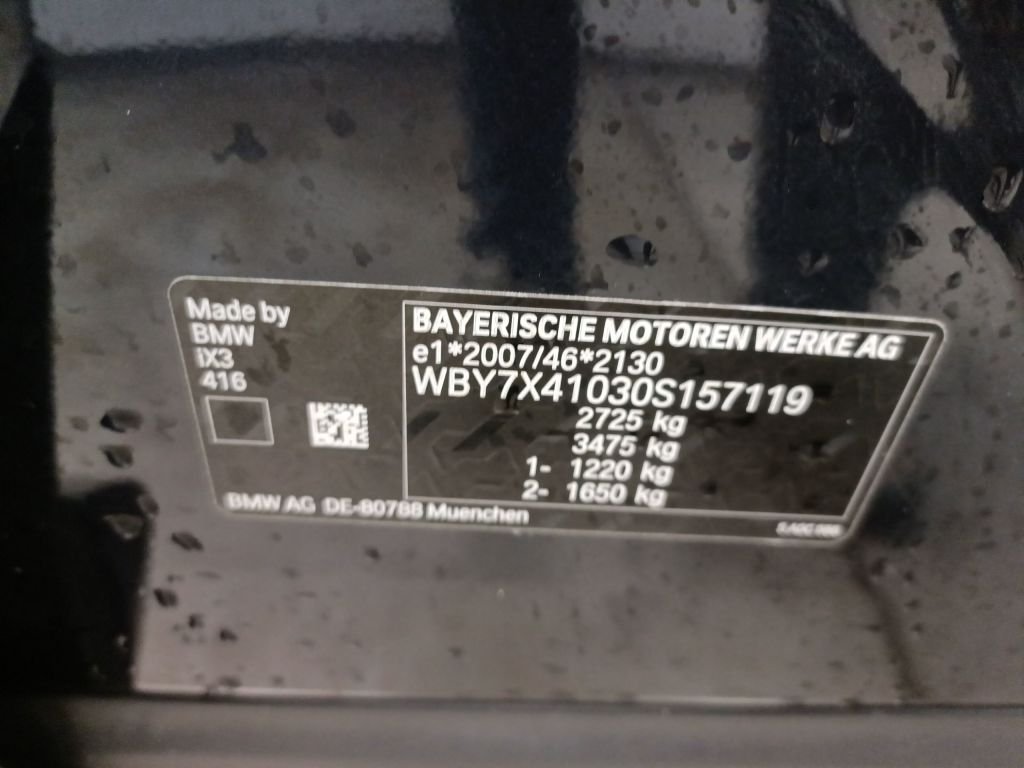 Made by
BMW
iX3
416
BAYERISCHE MOTOREN WERKE AG
e1*2007/46*2130
WBY7X41030S157119
2725 kg
3475 kg
1- 1220 kg
2- 1650 kg
BMW AG DE-80788 Muenchen